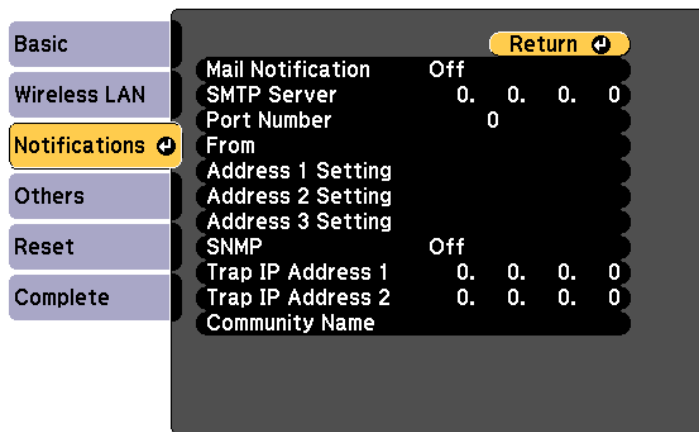 Basic
Wireless LAN
Notifications
Others
Reset
Complete
Return
Mail Notification Off
SMTP Server 0. 0. 0. 0
Port Number 0
From
Address 1 Setting
Address 2 Setting
Address 3 Setting
SNMP Off
Trap IP Address 1 0. 0. 0. 0
Trap IP Address 2 0. 0. 0. 0
Community Name